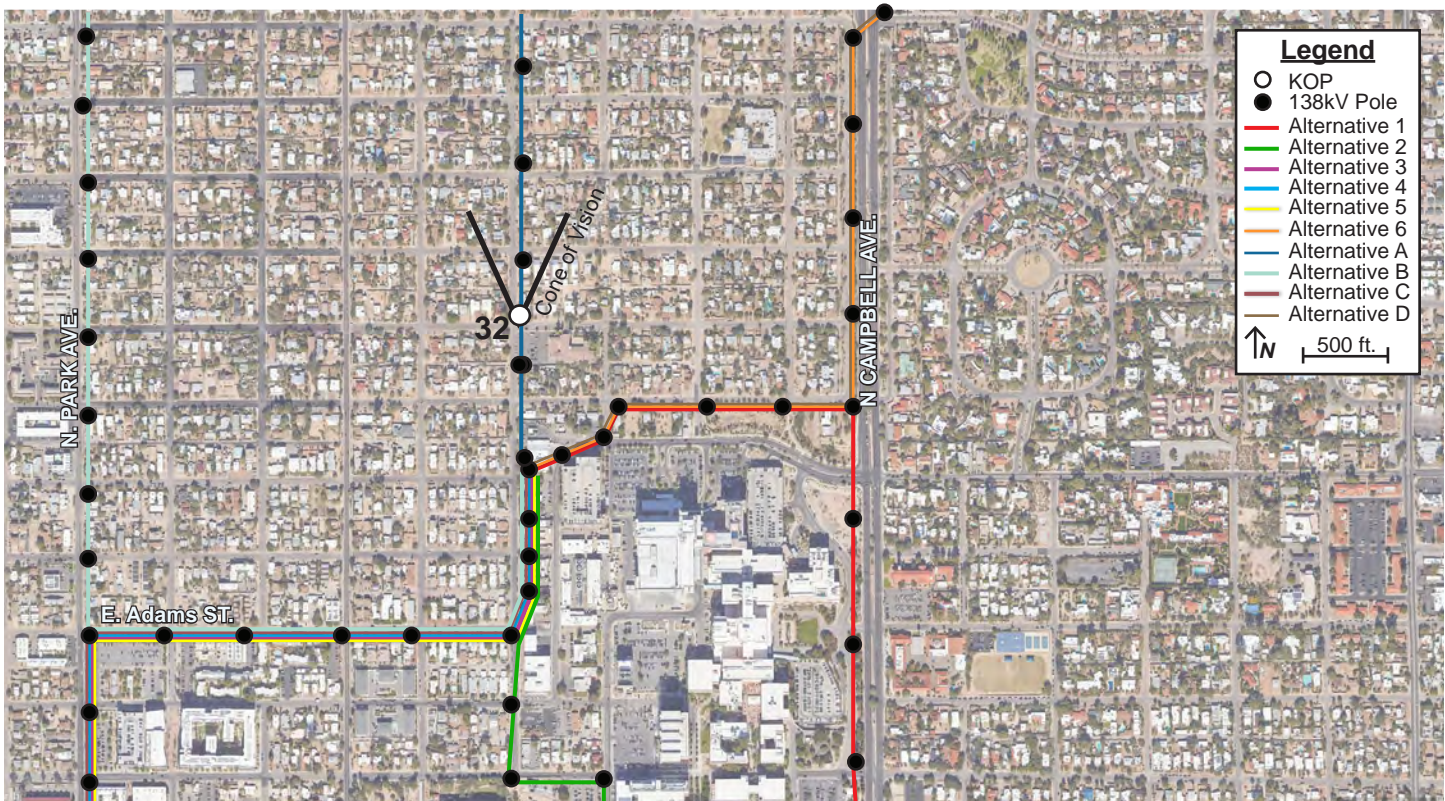 Legend
KOP
138kV Pole
Alternative 1
Alternative 2
Alternative 3
Alternative 4
Alternative 5
Alternative 6
Alternative A
Alternative B
Alternative C
Alternative D
N
500 ft.
Cone of Vision
32
N. PARK AVE.
N CAMPBELL AVE.
E. Adams ST.